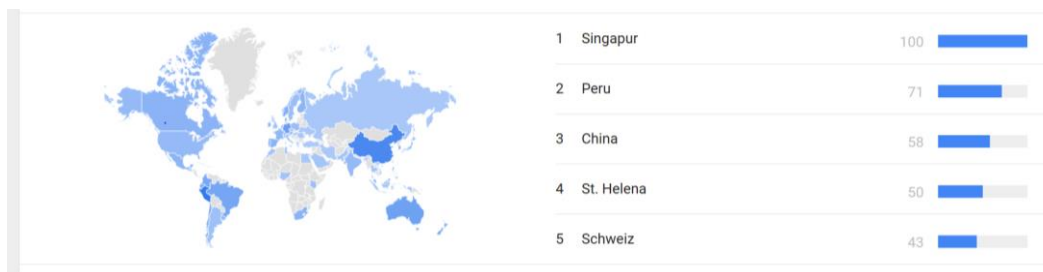 1 Singapur 100
2 Peru 71
3 China 58
4 St. Helena 50
5 Schweiz 43